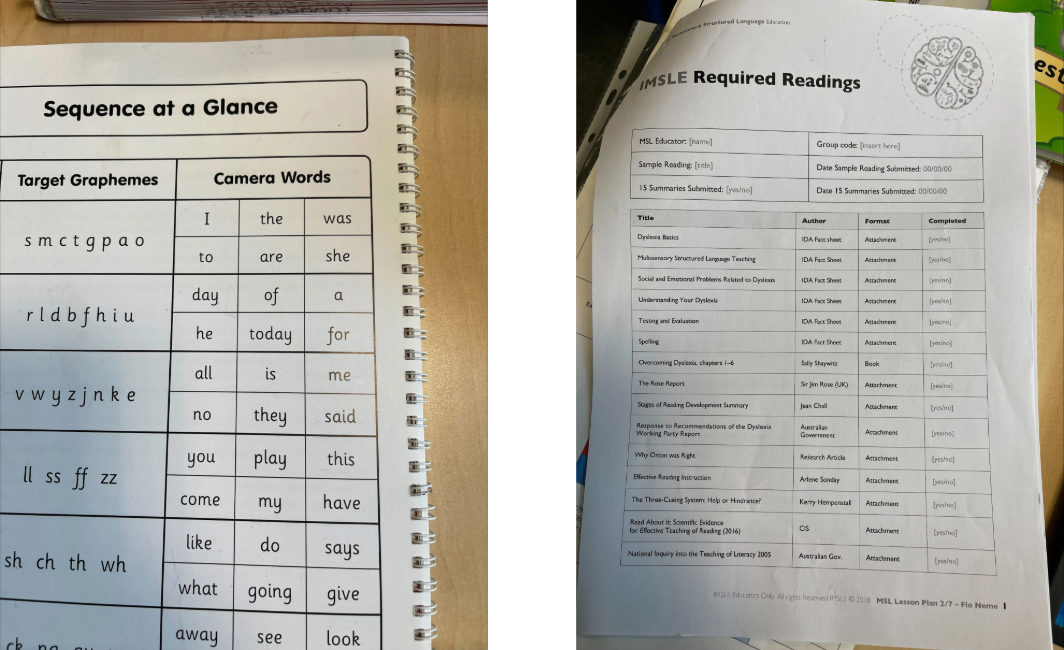 Sequence at a Glance
Target Graphemes Camera Words
s m c t g p a o
I the was
to are she
r l d b f h i u
day of a
he today for
v w y z j n k e
all is me
no they said
ll ss ff zz
you play this
come my have
sh ch th wh
like do says
what going give
away see look
Structured Language Education
IMSLE Required Readings
MSL Educator: [name] Group code: [insert here]
Sample Reading: [title] Date Sample Reading Submitted: 00/00/00
15 Summaries Submitted: [yes/no] Date 15 Summaries Submitted: 00/00/00
Title Author Format Completed
Dyslexia Basics IDA Fact sheet Attachment [yes/no]
Multisensory Structured Language Teaching IDA Fact Sheet Attachment [yes/no]
Social and Emotional Problems Related to Dyslexia IDA Fact Sheet Attachment [yes/no]
Understanding Your Dyslexia IDA Fact Sheet Attachment [yes/no]
Testing and Evaluation IDA Fact Sheet Attachment [yes/no]
Spelling IDA Fact Sheet Attachment [yes/no]
Overcoming Dyslexia, chapters 1–6 Sally Shaywitz Book [yes/no]
The Rose Report Sir Jim Rose (UK) Attachment [yes/no]
Stages of Reading Development Summary Jean Chall Attachment [yes/no]
Response to Recommendations of the Dyslexia
Working Party Report Australian
Government Attachment [yes/no]
Why Orton was Right Research Article Attachment [yes/no]
Effective Reading Instruction Arlene Sonday Attachment [yes/no]
The Three-Cueing System: Help or Hindrance? Kerry Hempenstall Attachment [yes/no]
Read About It: Scientific Evidence
for Effective Teaching of Reading (2016) CIS Attachment [yes/no]
National Inquiry into the Teaching of Literacy 2005 Australian Gov. Attachment [yes/no]
IMSLE Educators Only. All rights Reserved IMSLE © 2018 MSL Lesson Plan 2/7 – Flo Neme 1
est